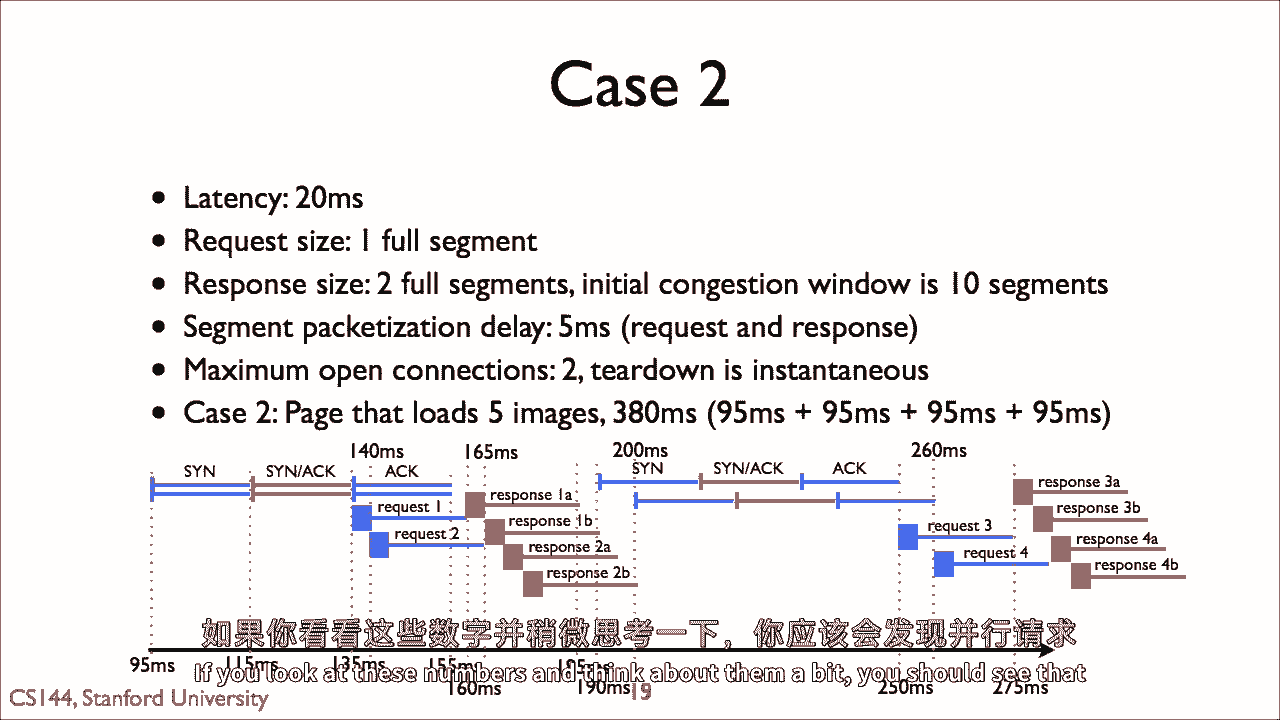 Case 2
• Latency: 20ms
• Request size: 1 full segment
• Response size: 2 full segments, initial congestion window is 10 segments
• Segment packetization delay: 5ms (request and response)
• Maximum open connections: 2, teardown is instantaneous
• Case 2: Page that loads 5 images, 380ms (95ms + 95ms + 95ms + 95ms)
140ms 165ms 200ms 260ms
SYN SYN/ACK ACK SYN SYN/ACK ACK
response 3a
response 1a
request 1 response 3b
response 1b request 3
request 2 response 4a
response 2a request 4
response 4b
response 2b
如果你看看这些数字并稍微思考一下，你应该会发现并行请求
95ms 115ms 135ms 155ms 185ms
If you look at these numbers and think about them a bit, you should see that
160ms 190ms 19 250ms 275ms
CS144, Stanford University